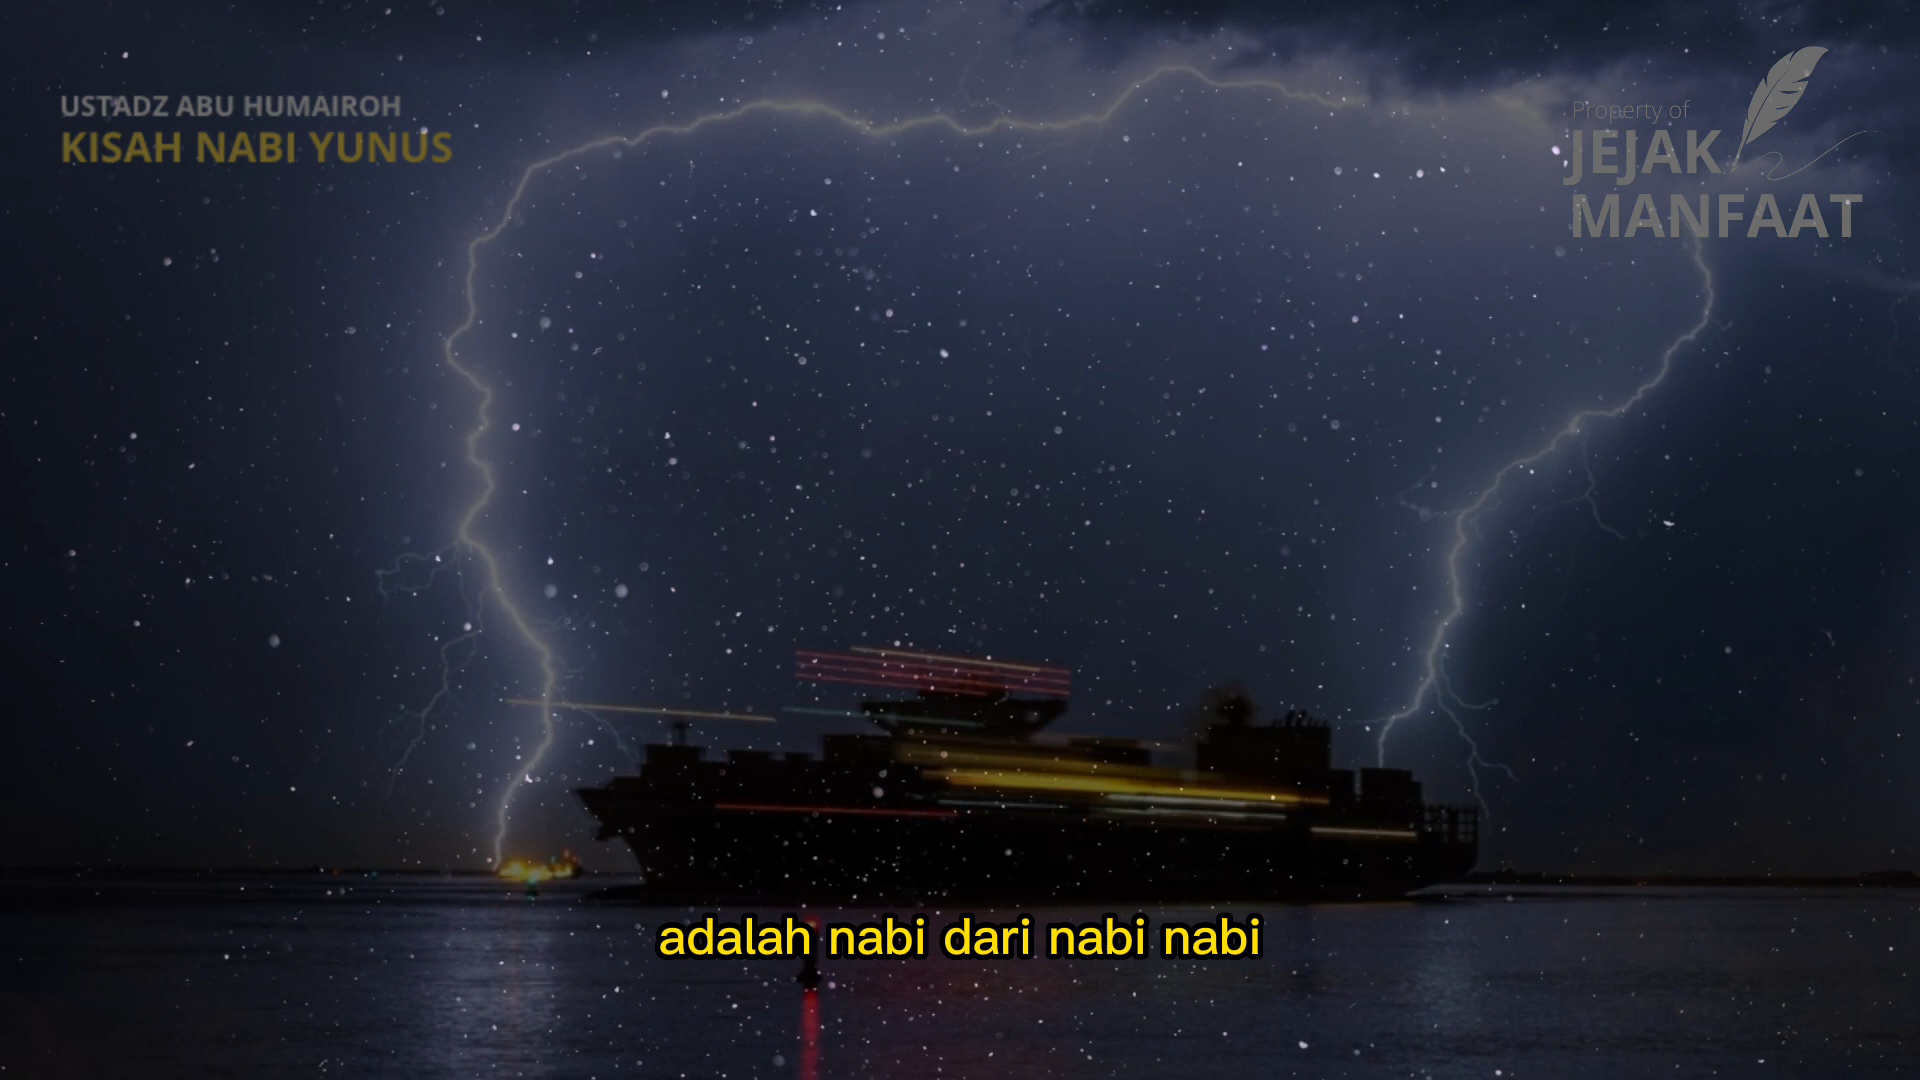 USTADZ ABU HUMAIROH
KISAH NABI YUNUS
Property of
JEJAK
MANFAAT
adalah nabi dari nabi nabi